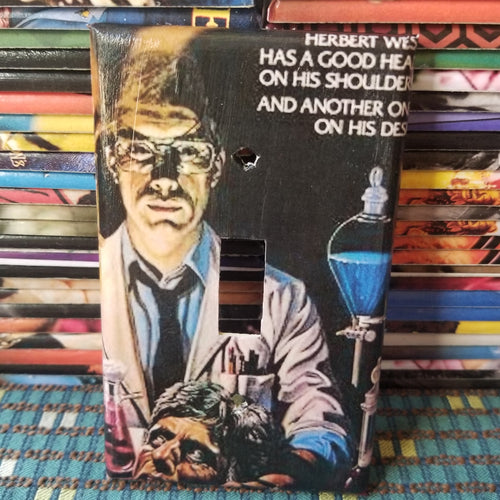 HERBERT WES
HAS A GOOD HEA
ON HIS SHOULDER
AND ANOTHER ON
ON HIS DES